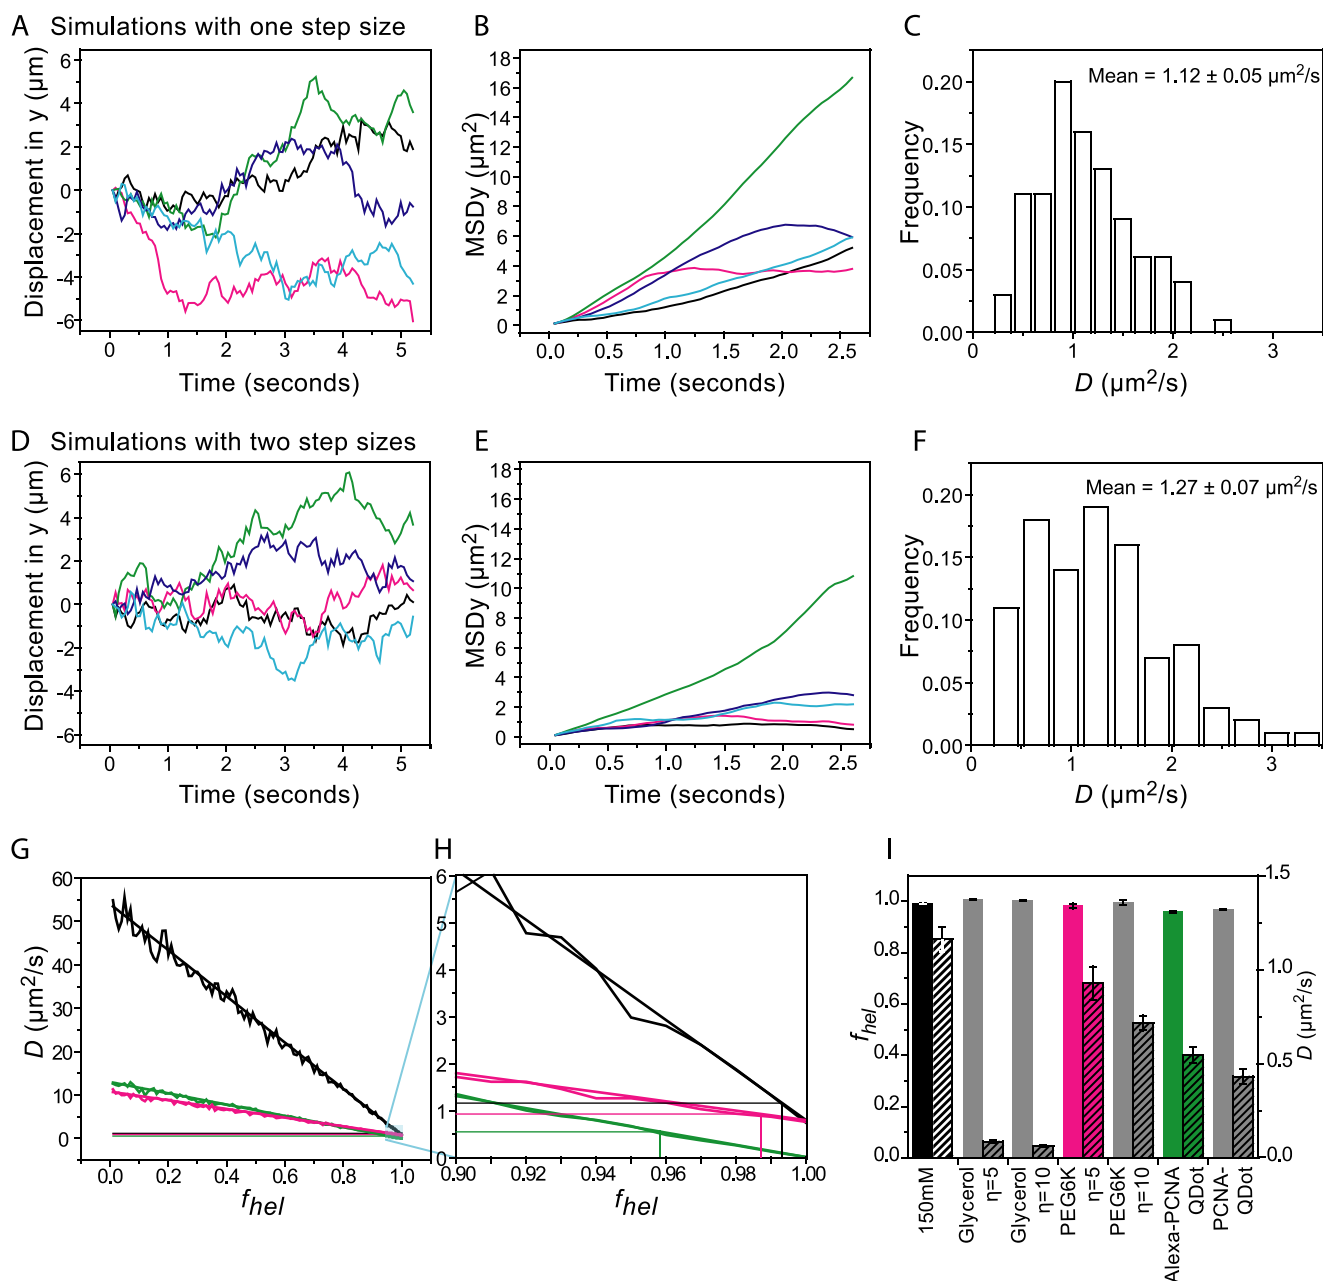 A Simulations with one step size
B
C
6
4
2
0
-2
-4
-6
Displacement in y (µm)
0 1 2 3 4 5
Time (seconds)
18
16
14
12
10
8
6
4
2
0
MSDy (µm²)
0.0 0.5 1.0 1.5 2.0 2.5
Time (seconds)
Mean = 1.12 ± 0.05 µm²/s
0.20
0.15
0.10
0.05
0.00
Frequency
0 1 2 3
D (µm²/s)
D Simulations with two step sizes
E
F
6
4
2
0
-2
-4
-6
Displacement in y (µm)
0 1 2 3 4 5
Time (seconds)
18
16
14
12
10
8
6
4
2
0
MSDy (µm²)
0.0 0.5 1.0 1.5 2.0 2.5
Time (seconds)
Mean = 1.27 ± 0.07 µm²/s
0.20
0.15
0.10
0.05
0.00
Frequency
0 1 2 3
D (µm²/s)
G
H
I
60
50
40
30
20
10
0
D (µm²/s)
0.0 0.2 0.4 0.6 0.8 1.0
fhel
6
5
4
3
2
1
0
0.90 0.92 0.94 0.96 0.98 1.00
fhel
1.0
0.8
0.6
0.4
0.2
0.0
fhel
1.5
1.0
0.5
0.0
D (µm²/s)
150mM
Glycerol
η=5
Glycerol
η=10
PEG6K
η=5
PEG6K
η=10
Alexa-PCNA
QDot
PCNA-
QDot